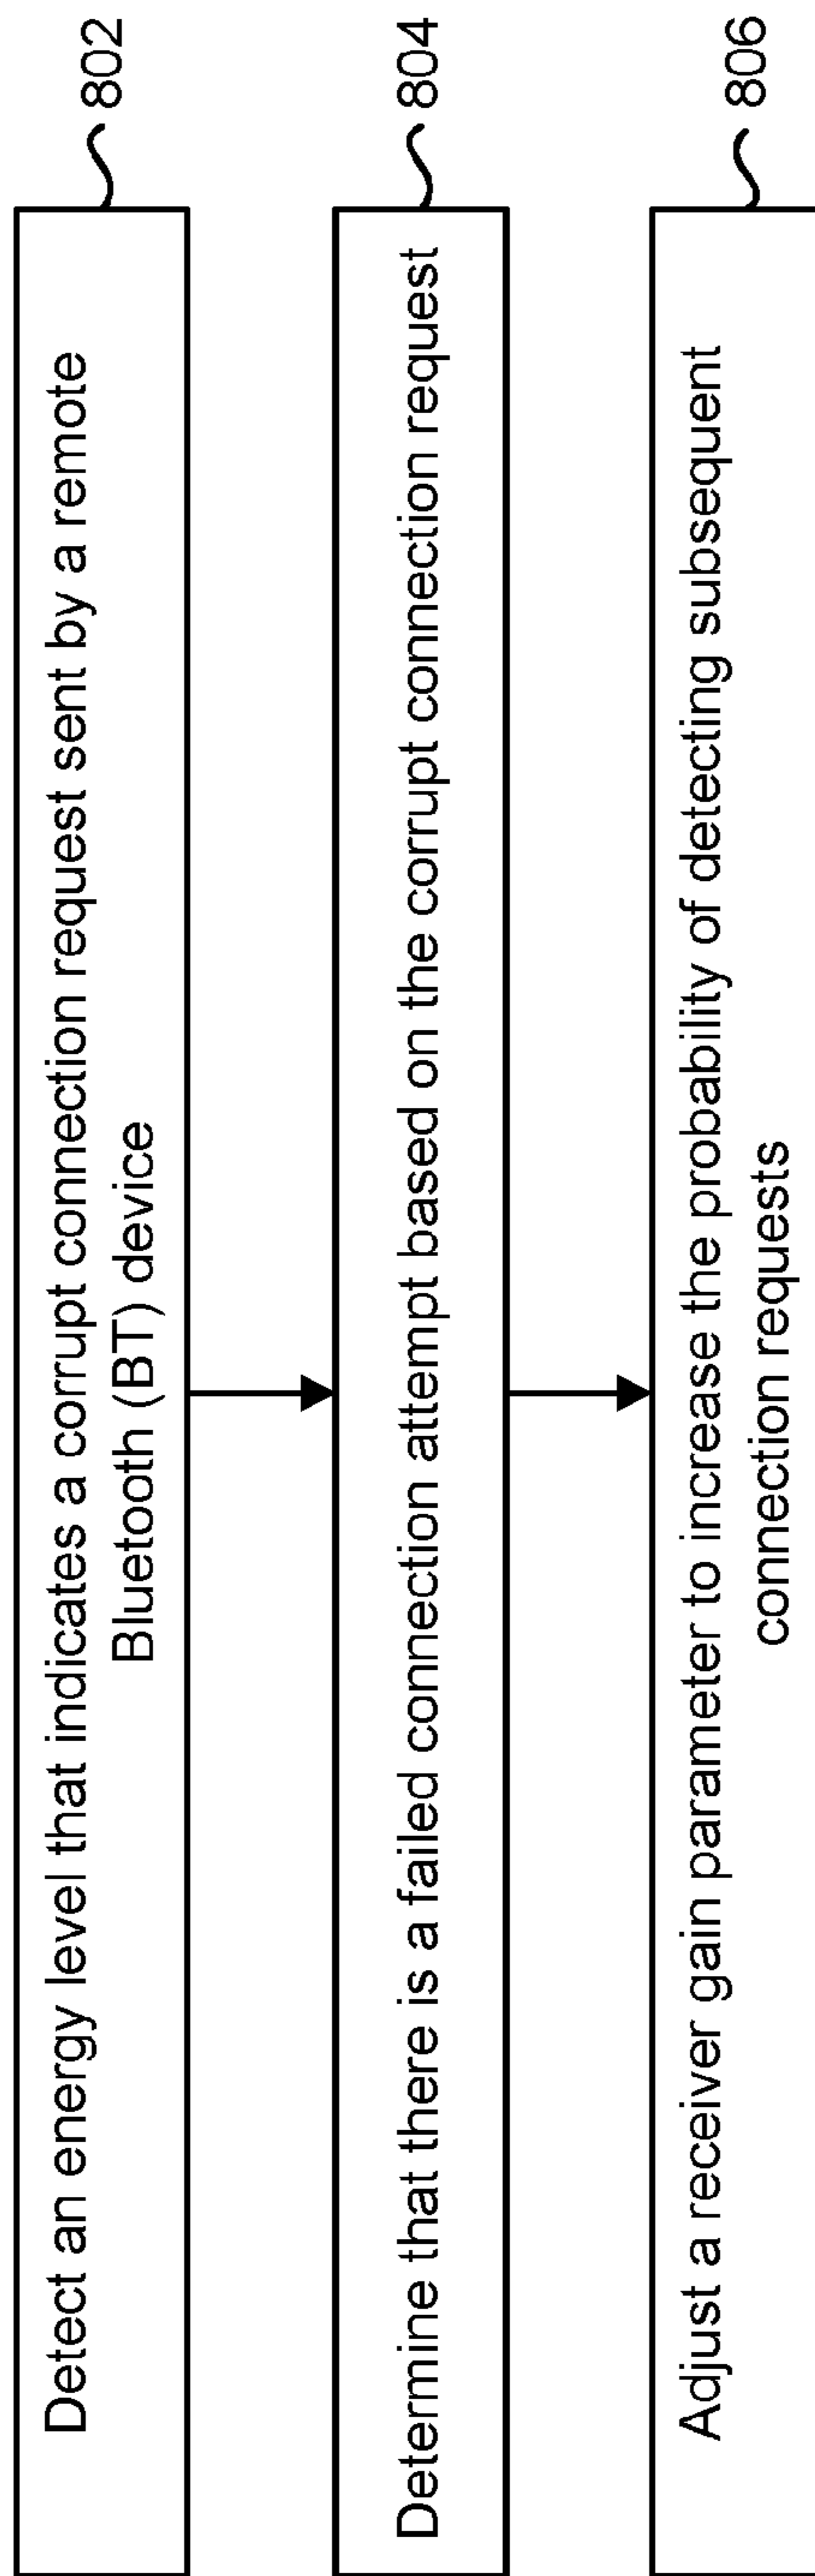 Detect an energy level that indicates a corrupt connection request sent by a remote
Bluetooth (BT) device
802
Determine that there is a failed connection attempt based on the corrupt connection request
804
Adjust a receiver gain parameter to increase the probability of detecting subsequent
connection requests
806